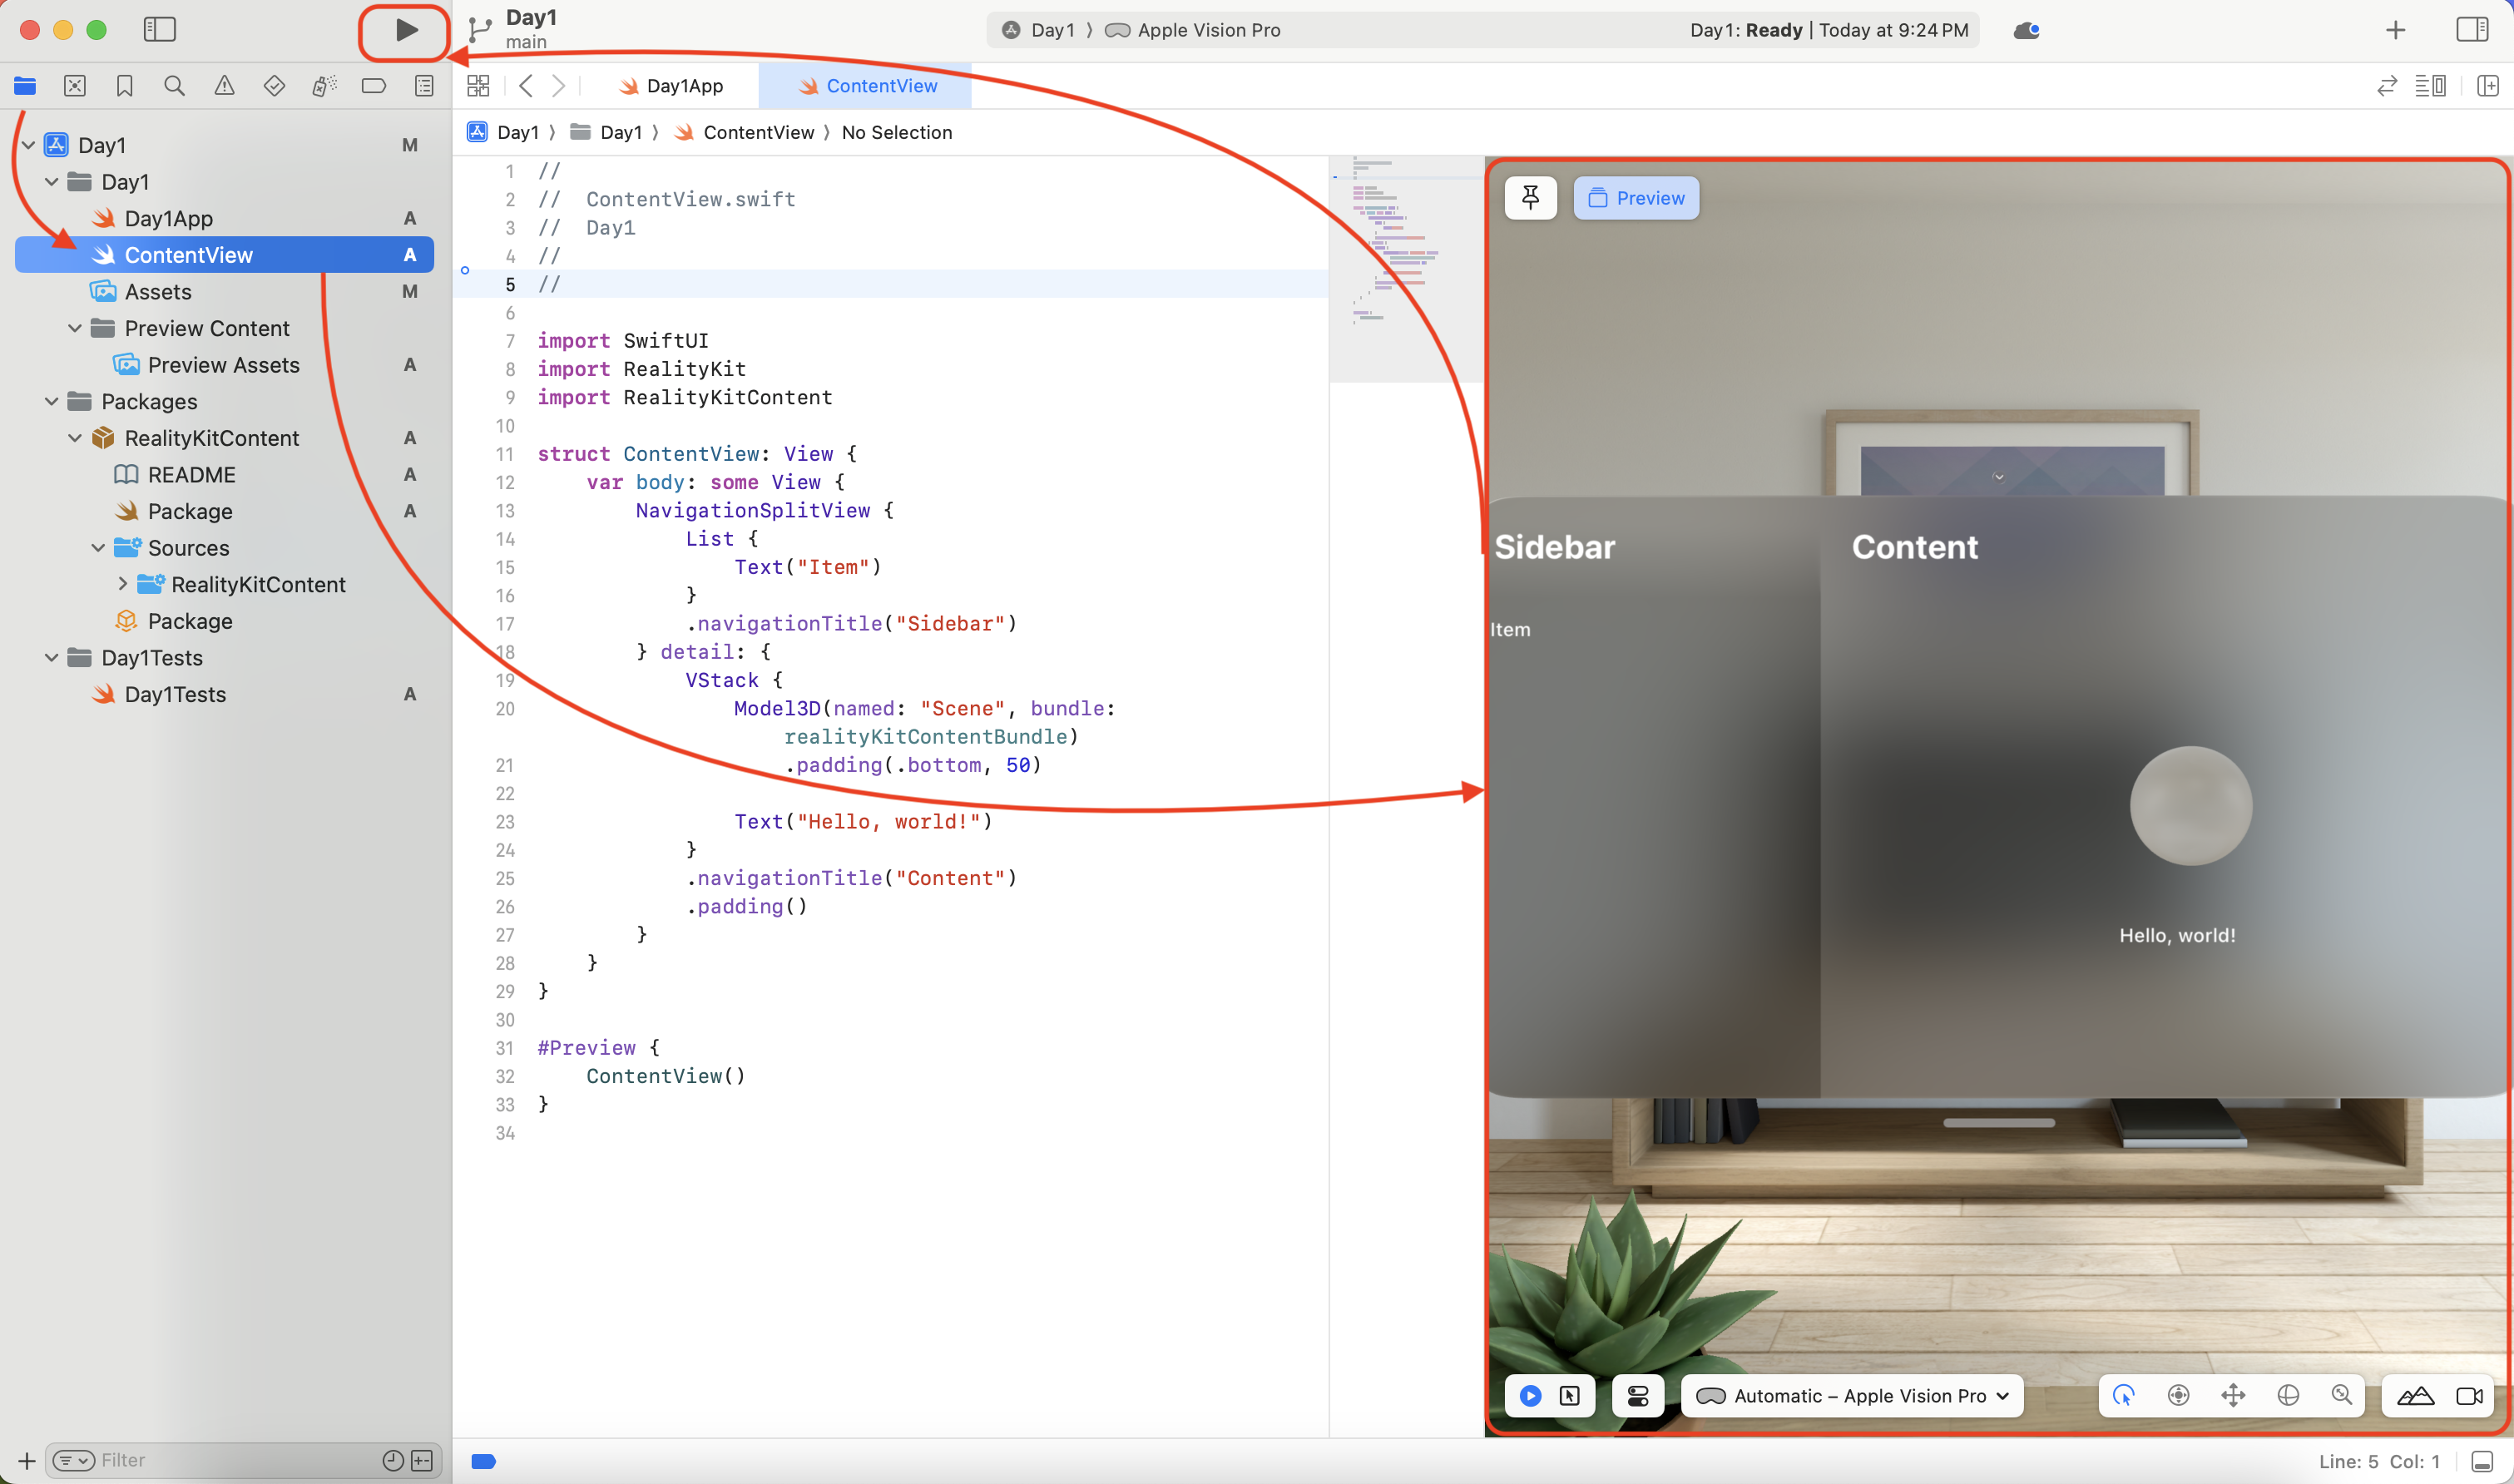 Day1
main
Day1 ⟩ Apple Vision Pro
Day1: Ready | Today at 9:24 PM
Day1App
ContentView
Day1 ⟩ Day1 ⟩ ContentView ⟩ No Selection
Day1 M
Day1
Day1App A
ContentView A
Assets M
Preview Content
Preview Assets A
Packages
RealityKitContent A
README A
Package A
Sources
RealityKitContent
Package
Day1Tests
Day1Tests A
Filter
1 //
2 //  ContentView.swift
3 //  Day1
4 //
5 //
6
7 import SwiftUI
8 import RealityKit
9 import RealityKitContent
10
11 struct ContentView: View {
12     var body: some View {
13         NavigationSplitView {
14             List {
15                 Text("Item")
16             }
17             .navigationTitle("Sidebar")
18         } detail: {
19             VStack {
20                 Model3D(named: "Scene", bundle:
realityKitContentBundle)
21                     .padding(.bottom, 50)
22
23                 Text("Hello, world!")
24             }
25             .navigationTitle("Content")
26             .padding()
27         }
28     }
29 }
30
31 #Preview {
32     ContentView()
33 }
34
Preview
Sidebar
Content
Item
Hello, world!
Automatic – Apple Vision Pro
Line: 5 Col: 1